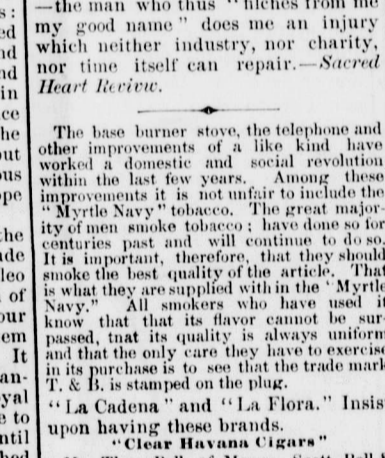 —the man who thus "filches from me
my good name" does me an injury
which neither industry, nor charity,
nor time itself can repair.—Sacred
Heart Review.
The base burner stove, the telephone and
other improvements of a like kind have
worked a domestic and social revolution
within the last few years. Among these
improvements it is not unfair to include the
"Myrtle Navy" tobacco. The great major-
ity of men smoke tobacco; have done so for
centuries past and will continue to do so.
It is important, therefore, that they should
smoke the best quality of the article. That
is what they are supplied with in the "Myrtle
Navy." All smokers who have used it
know that that its flavor cannot be sur-
passed, tnat its quality is always uniform
and that the only care they have to exercise
in its purchase is to see that the trade mark
T. & B. is stamped on the plug.
"La Cadena" and "La Flora." Insis
upon having these brands.
"Clear Havana Cigars"